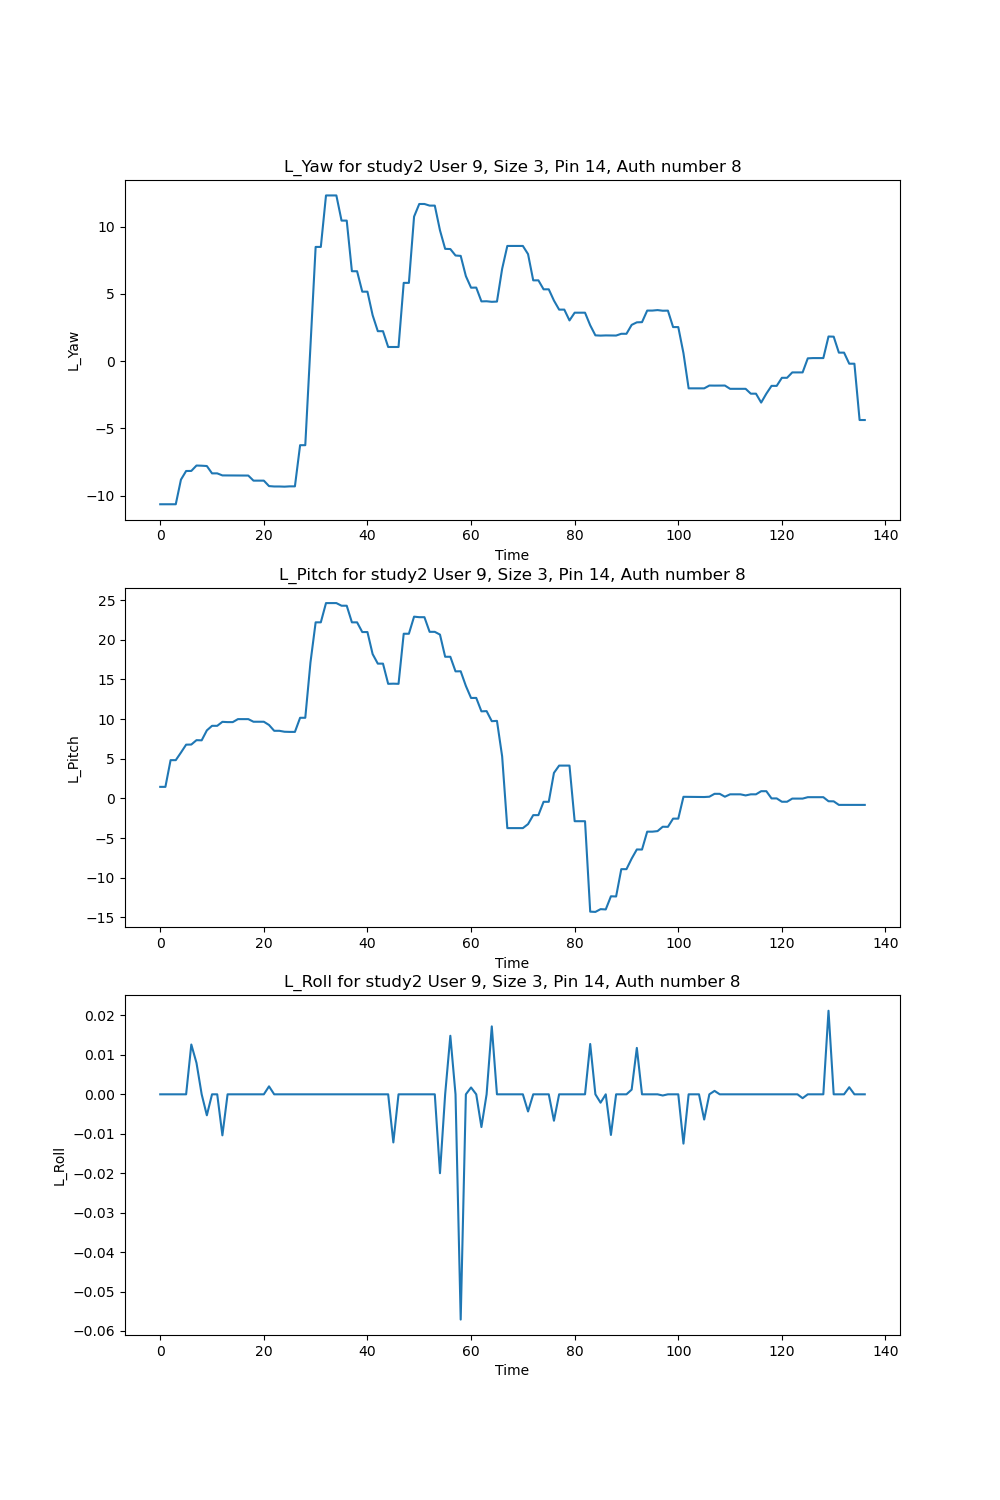 L_Yaw for study2 User 9, Size 3, Pin 14, Auth number 8
10
5
0
−5
−10
L_Yaw
0 20 40 60 80 100 120 140
Time
L_Pitch for study2 User 9, Size 3, Pin 14, Auth number 8
25
20
15
10
5
0
−5
−10
−15
L_Pitch
0 20 40 60 80 100 120 140
Time
L_Roll for study2 User 9, Size 3, Pin 14, Auth number 8
0.02
0.01
0.00
−0.01
−0.02
−0.03
−0.04
−0.05
−0.06
L_Roll
0 20 40 60 80 100 120 140
Time